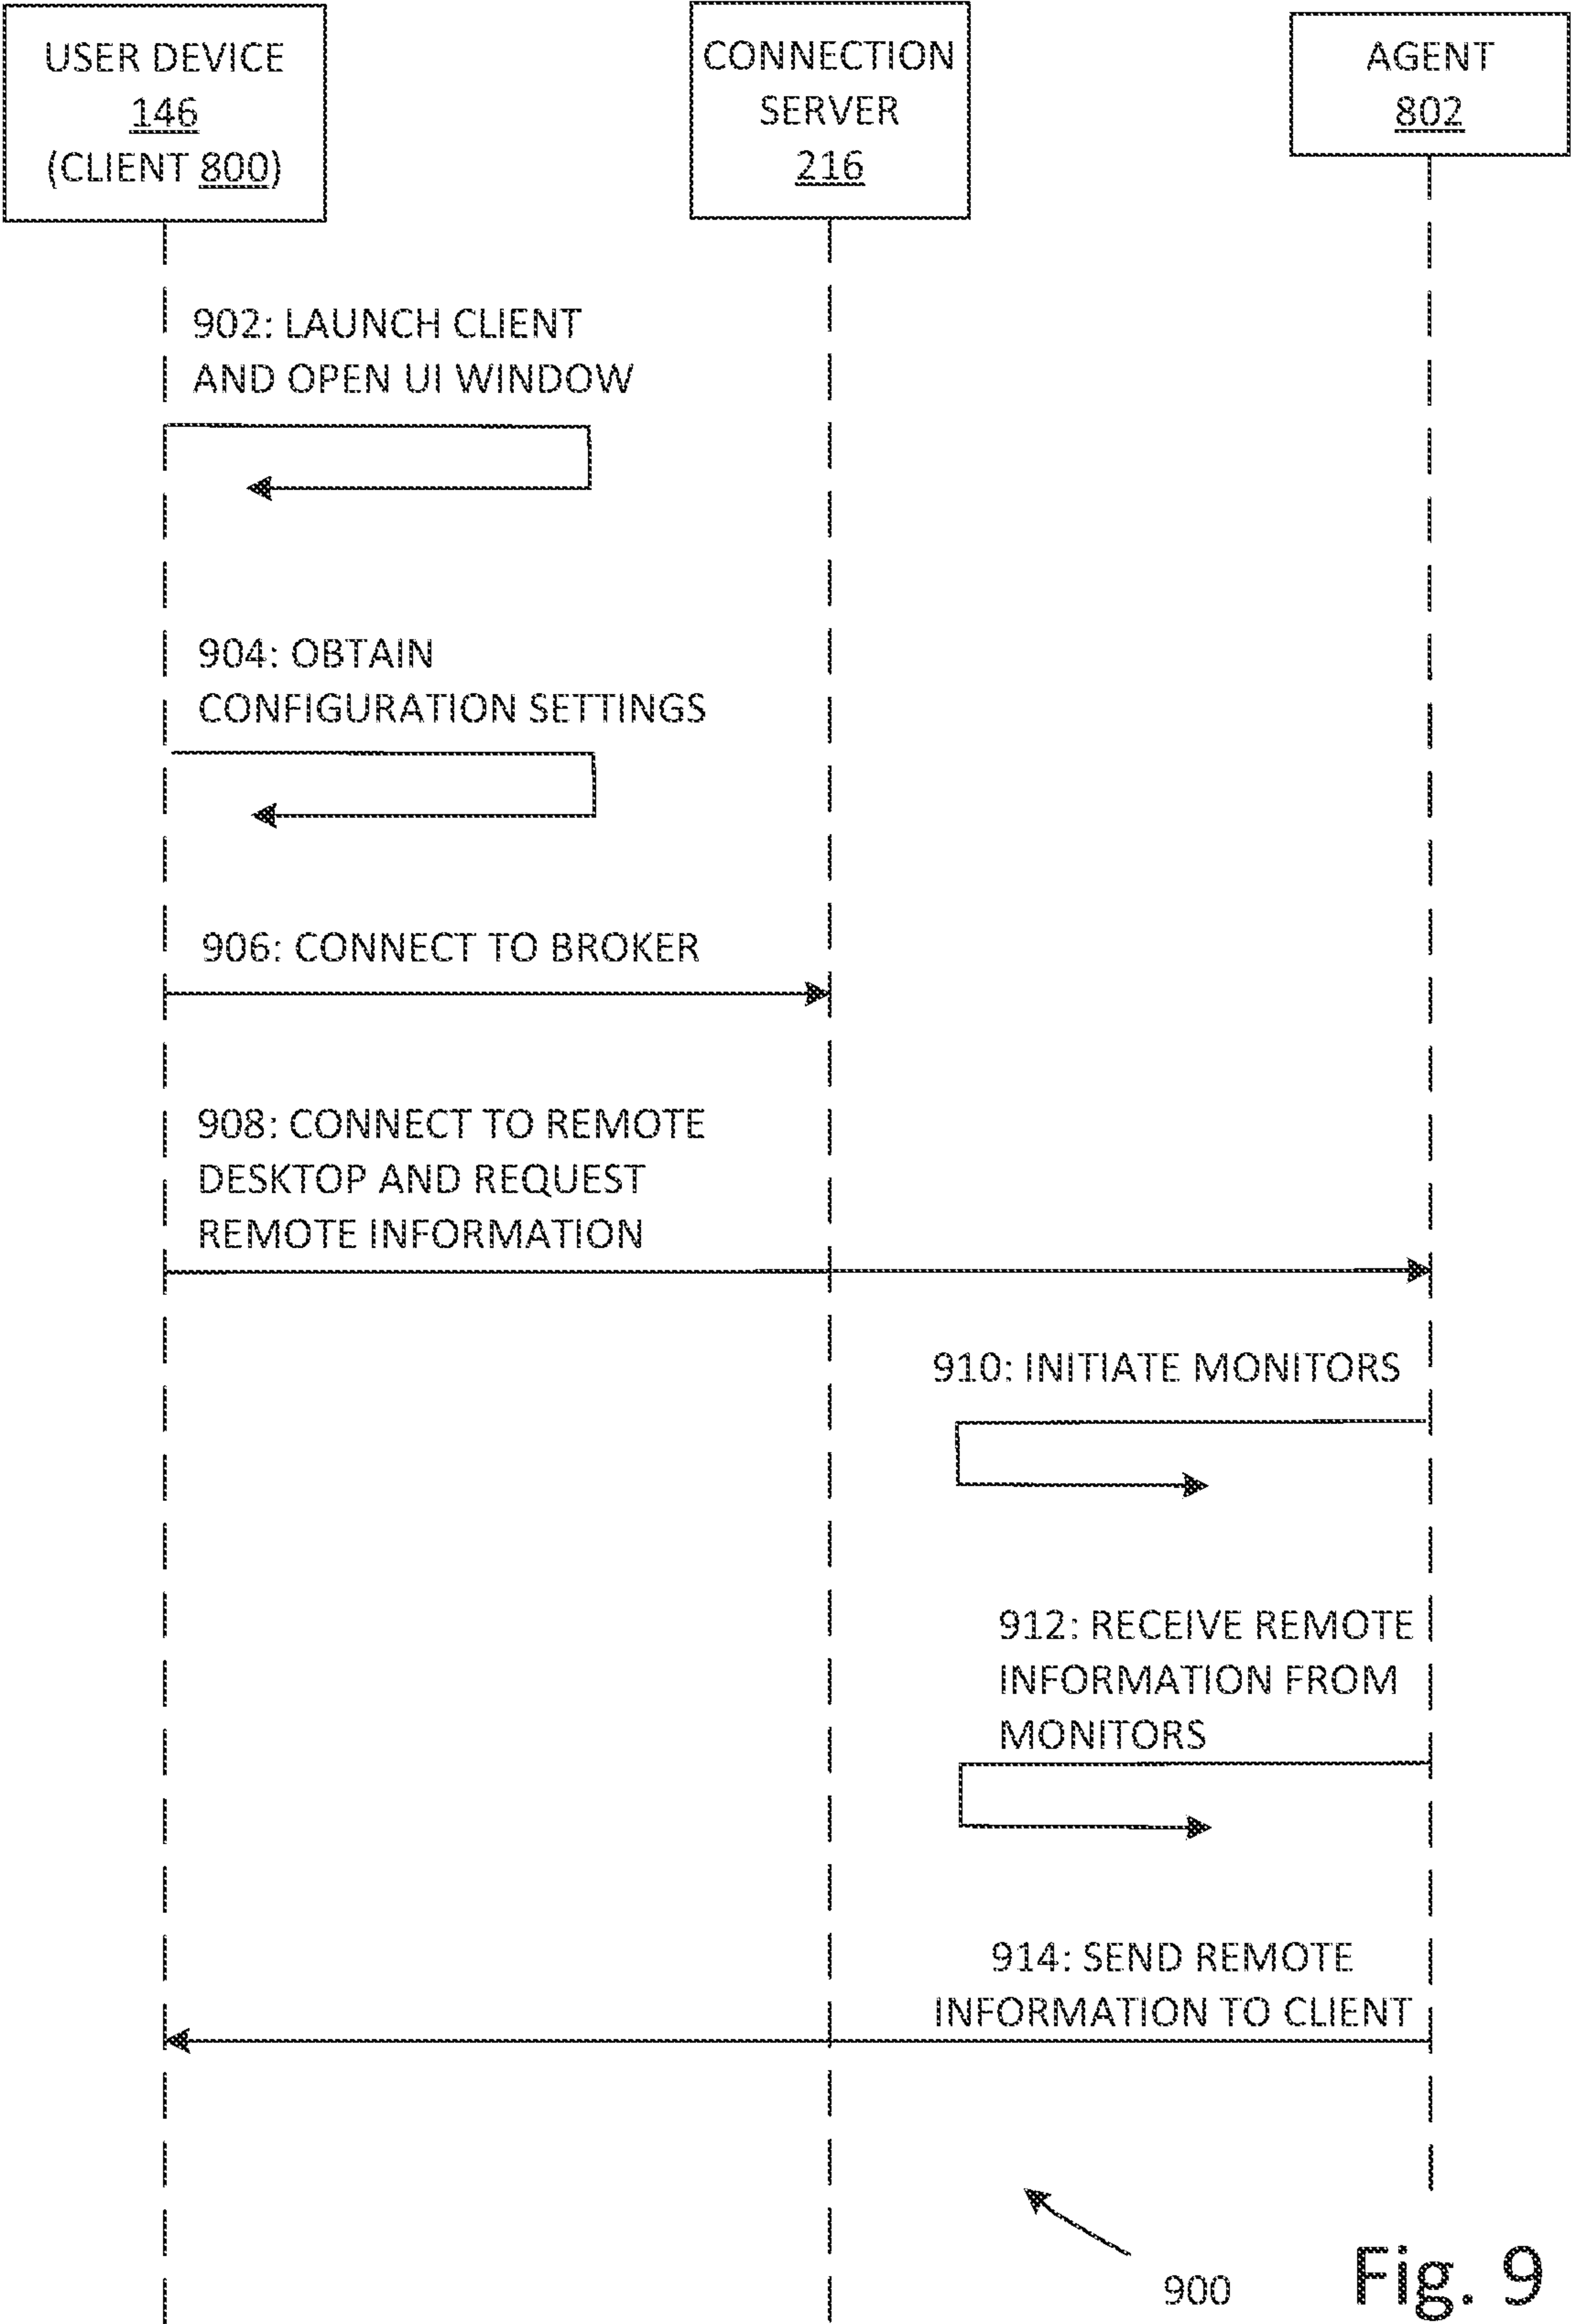 USER DEVICE
146
(CLIENT 800)
CONNECTION
SERVER
216
AGENT
802
902: LAUNCH CLIENT
AND OPEN UI WINDOW
904: OBTAIN
CONFIGURATION SETTINGS
906: CONNECT TO BROKER
908: CONNECT TO REMOTE
DESKTOP AND REQUEST
REMOTE INFORMATION
910: INITIATE MONITORS
912: RECEIVE REMOTE
INFORMATION FROM
MONITORS
914: SEND REMOTE
INFORMATION TO CLIENT
900
Fig. 9